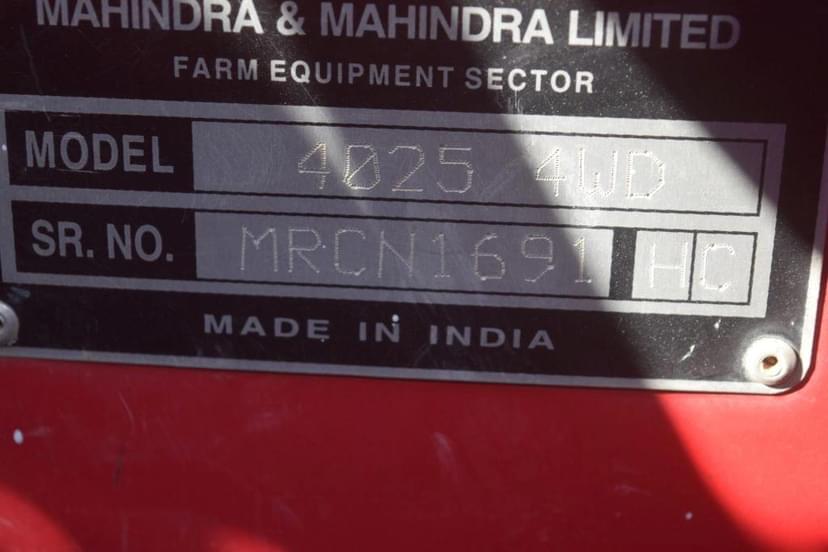 MAHINDRA & MAHINDRA LIMITED
FARM EQUIPMENT SECTOR
MODEL 4025 4WD
SR. NO. MRCN1691 HC
MADE IN INDIA